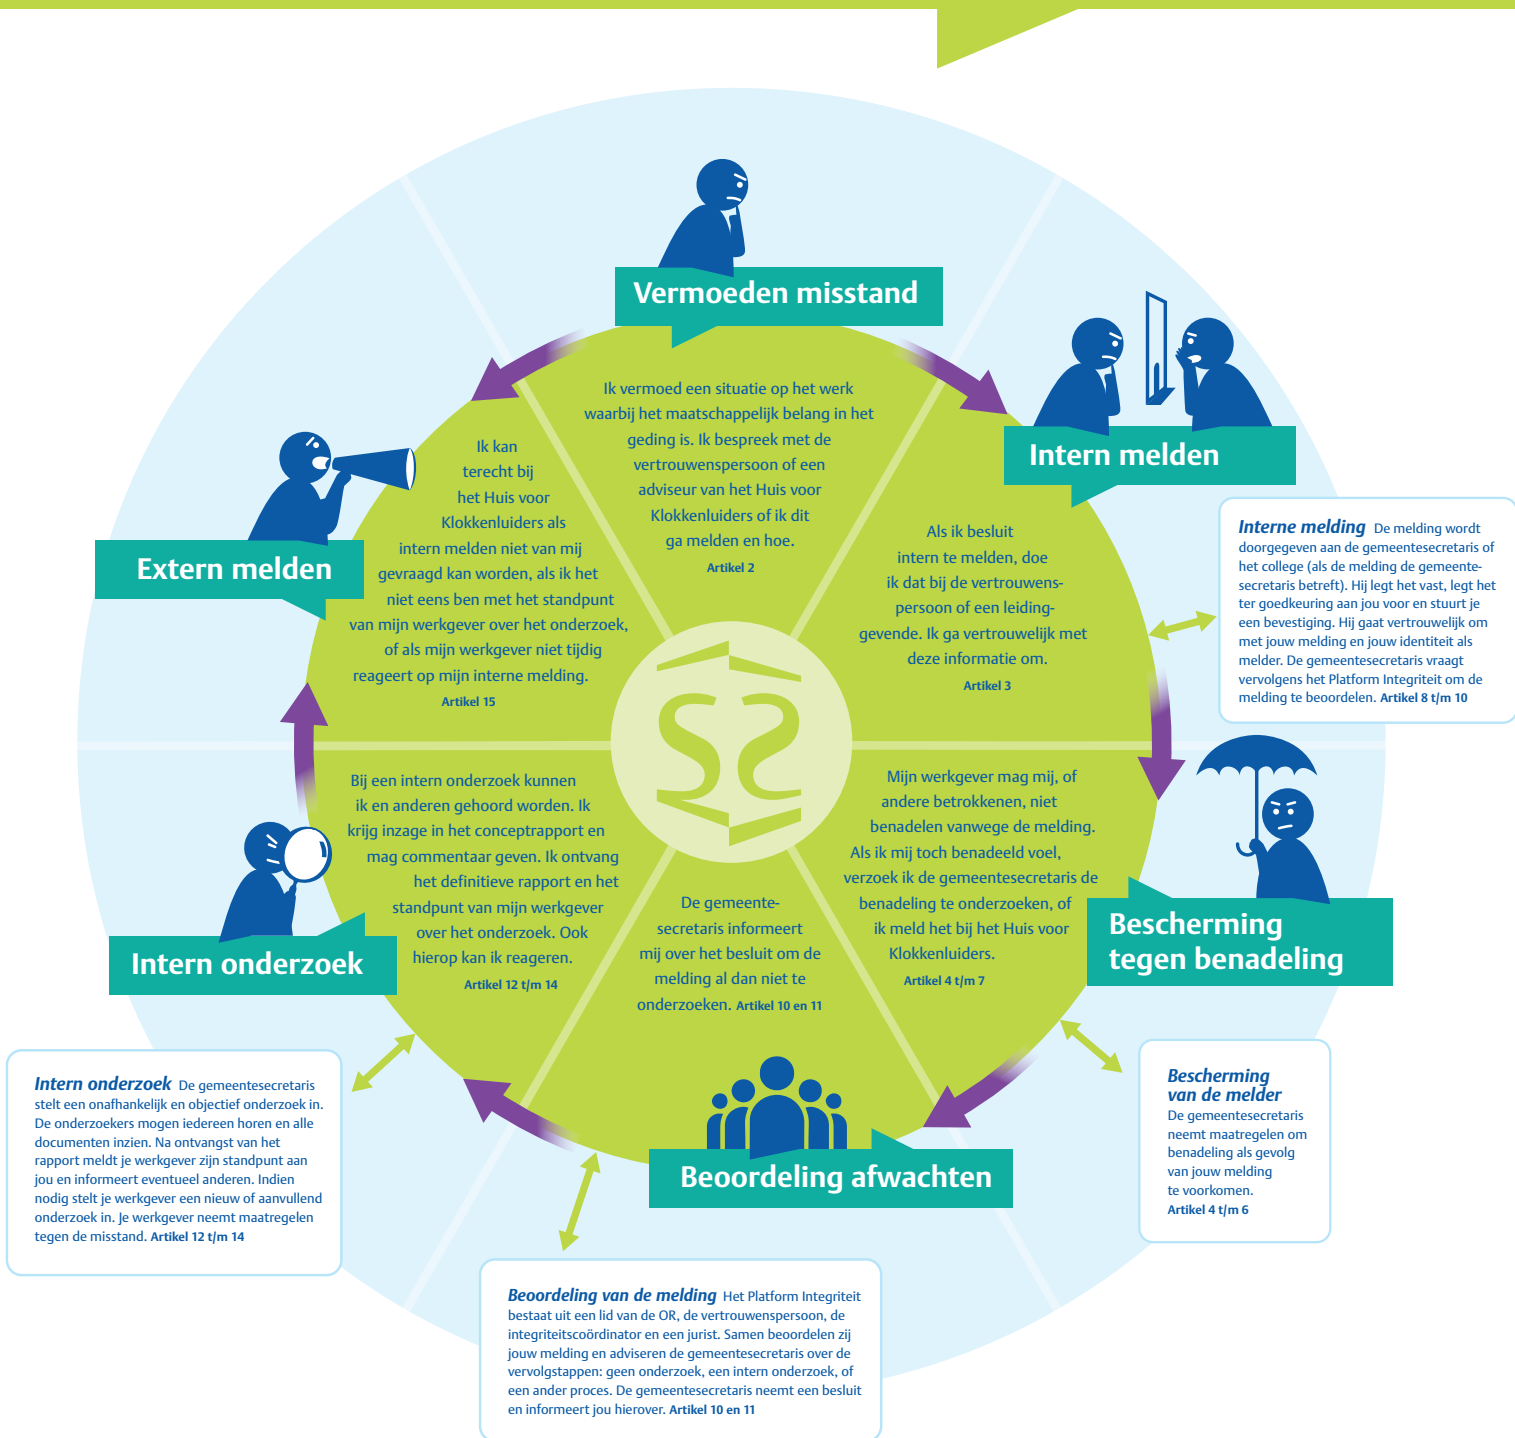 Vermoeden misstand
Ik vermoed een situatie op het werk
waarbij het maatschappelijk belang in het
geding is. Ik bespreek met de
vertrouwenspersoon of een
adviseur van het Huis voor
Klokkenluiders of ik dit
ga melden en hoe.
Artikel 2
Intern melden
Als ik besluit
intern te melden, doe
ik dat bij de vertrouwens-
persoon of een leiding-
gevende. Ik ga vertrouwelijk met
deze informatie om.
Artikel 3
Interne melding De melding wordt
doorgegeven aan de gemeentesecretaris of
het college (als de melding de gemeente-
secretaris betreft). Hij legt het vast, legt het
ter goedkeuring aan jou voor en stuurt je
een bevestiging. Hij gaat vertrouwelijk om
met jouw melding en jouw identiteit als
melder. De gemeentesecretaris vraagt
vervolgens het Platform Integriteit om de
melding te beoordelen. Artikel 8 t/m 10
Bescherming
tegen benadeling
Mijn werkgever mag mij, of
andere betrokkenen, niet
benadelen vanwege de melding.
Als ik mij toch benadeeld voel,
verzoek ik de gemeentesecretaris de
benadeling te onderzoeken, of
ik meld het bij het Huis voor
Klokkenluiders.
Artikel 4 t/m 7
Bescherming
van de melder
De gemeentesecretaris
neemt maatregelen om
benadeling als gevolg
van jouw melding
te voorkomen.
Artikel 4 t/m 6
De gemeente-
secretaris informeert
mij over het besluit om de
melding al dan niet te
onderzoeken. Artikel 10 en 11
Beoordeling afwachten
Beoordeling van de melding Het Platform Integriteit
bestaat uit een lid van de OR, de vertrouwenspersoon, de
integriteitscoördinator en een jurist. Samen beoordelen zij
jouw melding en adviseren de gemeentesecretaris over de
vervolgstappen: geen onderzoek, een intern onderzoek, of
een ander proces. De gemeentesecretaris neemt een besluit
en informeert jou hierover. Artikel 10 en 11
Bij een intern onderzoek kunnen
ik en anderen gehoord worden. Ik
krijg inzage in het conceptrapport en
mag commentaar geven. Ik ontvang
het definitieve rapport en het
standpunt van mijn werkgever
over het onderzoek. Ook
hierop kan ik reageren.
Artikel 12 t/m 14
Intern onderzoek
Intern onderzoek De gemeentesecretaris
stelt een onafhankelijk en objectief onderzoek in.
De onderzoekers mogen iedereen horen en alle
documenten inzien. Na ontvangst van het
rapport meldt je werkgever zijn standpunt aan
jou en informeert eventueel anderen. Indien
nodig stelt je werkgever een nieuw of aanvullend
onderzoek in. Je werkgever neemt maatregelen
tegen de misstand. Artikel 12 t/m 14
Extern melden
Ik kan
terecht bij
het Huis voor
Klokkenluiders als
intern melden niet van mij
gevraagd kan worden, als ik het
niet eens ben met het standpunt
van mijn werkgever over het onderzoek,
of als mijn werkgever niet tijdig
reageert op mijn interne melding.
Artikel 15